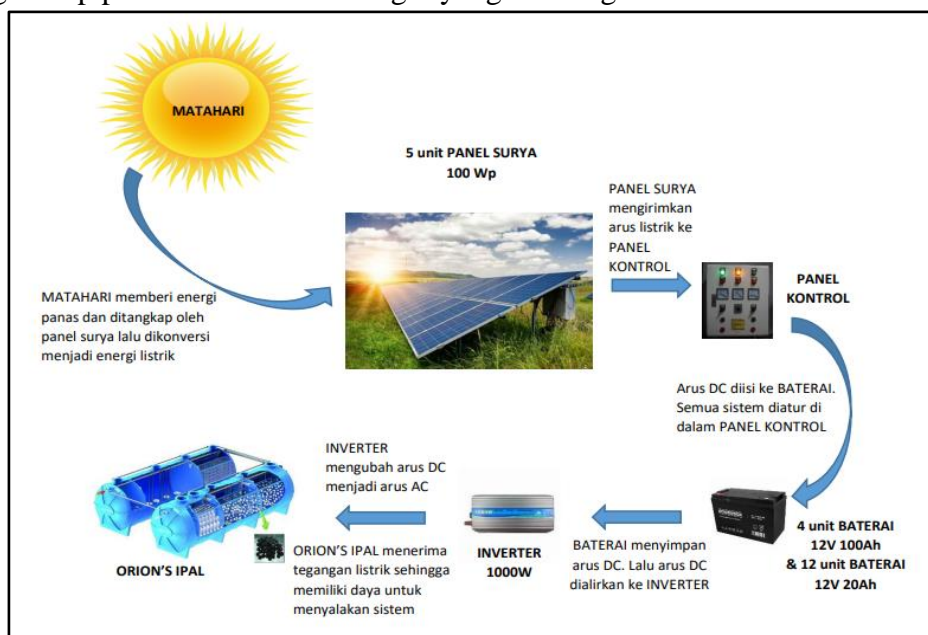 MATAHARI
5 unit PANEL SURYA
100 Wp
PANEL SURYA
mengirimkan
arus listrik ke
PANEL
KONTROL
PANEL
KONTROL
MATAHARI memberi energi
panas dan ditangkap oleh
panel surya lalu dikonversi
menjadi energi listrik
Arus DC diisi ke BATERAI.
Semua sistem diatur di
dalam PANEL KONTROL
4 unit BATERAI
12V 100Ah
& 12 unit BATERAI
12V 20Ah
BATERAI menyimpan
arus DC. Lalu arus DC
dialirkan ke INVERTER
INVERTER
1000W
INVERTER
mengubah arus DC
menjadi arus AC
ORION'S IPAL menerima
tegangan listrik sehingga
memiliki daya untuk
menyalakan sistem
ORION'S IPAL